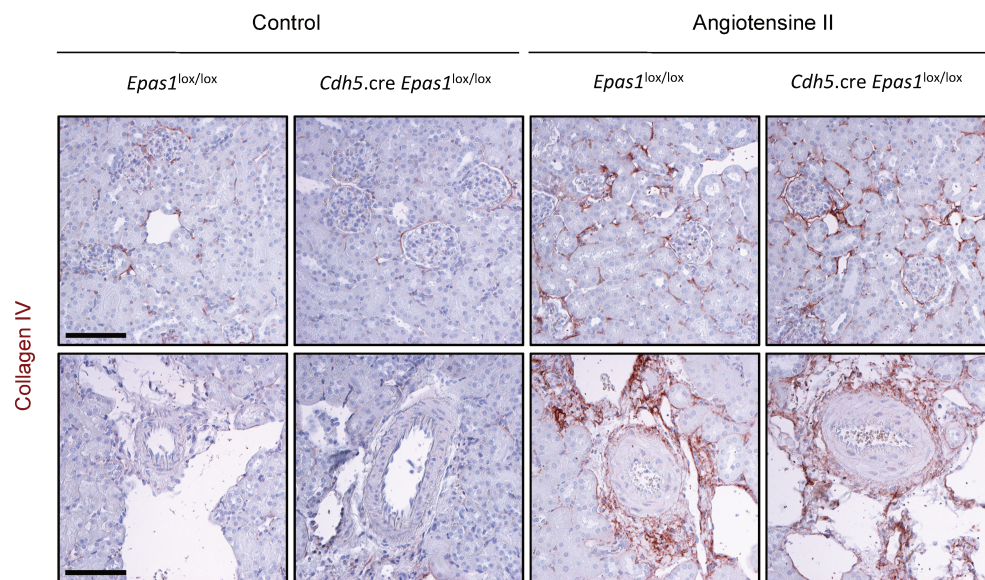 Control
Angiotensine II
Epas1lox/lox
Cdh5.cre Epas1lox/lox
Epas1lox/lox
Cdh5.cre Epas1lox/lox
Collagen IV